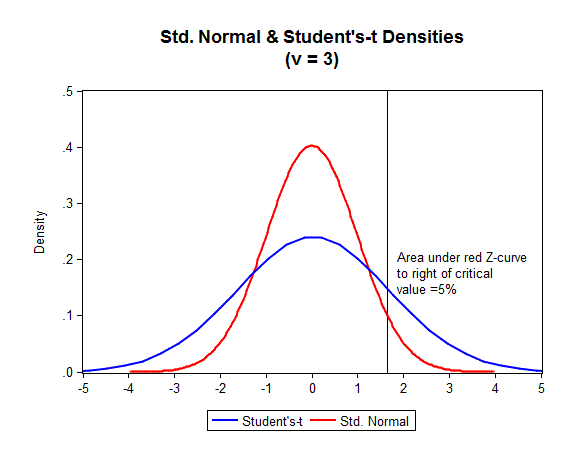 Std. Normal & Student's-t Densities
(v = 3)
.5
.4
.3
.2
.1
.0
Density
Area under red Z-curve
to right of critical
value =5%
-5 -4 -3 -2 -1 0 1 2 3 4 5
Student's-t Std. Normal